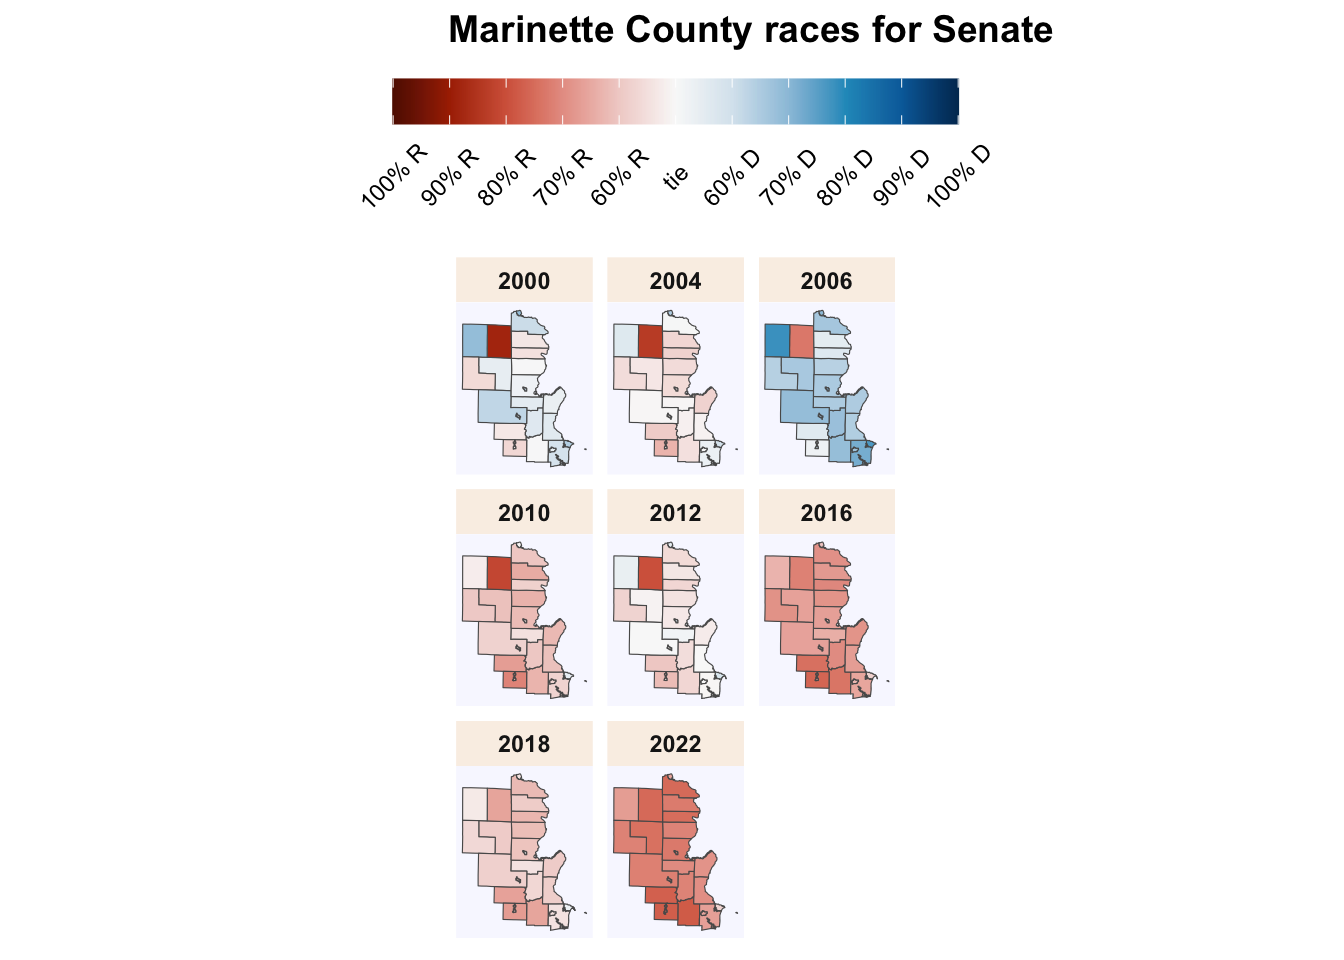 Marinette County races for Senate
100% R
90% R
80% R
70% R
60% R
tie
60% D
70% D
80% D
90% D
100% D
2000
2004
2006
2010
2012
2016
2018
2022